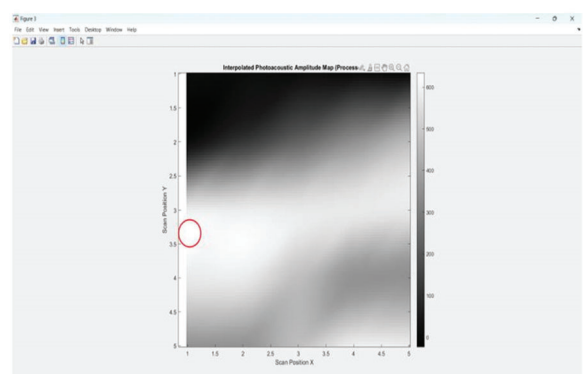 Figure 3
File Edit View Insert Tools Desktop Window Help
Interpolated Photoacoustic Amplitude Map (Process
1
1.5
2
2.5
3
3.5
4
4.5
5
Scan Position Y
1 1.5 2 2.5 3 3.5 4 4.5 5
Scan Position X
600
500
400
300
200
100
0